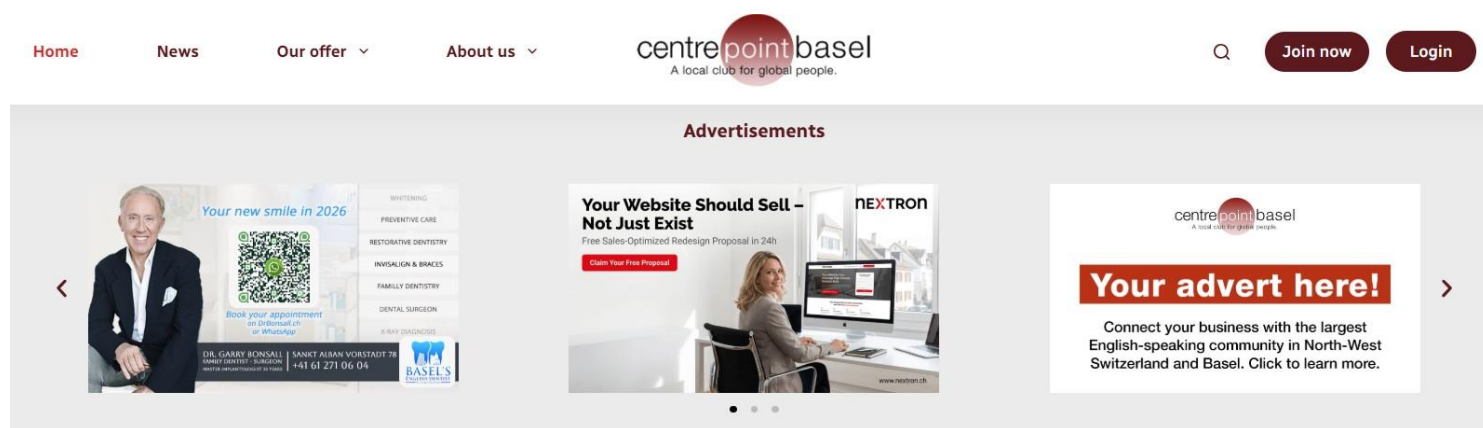 Home
News
Our offer
About us
centrepointbasel
A local club for global people.
Join now
Login
Advertisements
Your new smile in 2026
Book your appointment
on DrBonsall.ch
or WhatsApp
WHITENING
PREVENTIVE CARE
RESTORATIVE DENTISTRY
INVISALIGN & BRACES
FAMILLY DENTISTRY
DENTAL SURGEON
X-RAY DIAGNOSIS
DR. GARRY BONSALL
FAMILY DENTIST - SURGEON
SANKT ALBAN VORSTADT 78
+41 61 271 06 04
BASEL'S
ENGLISH DENTIST
Your Website Should Sell –
Not Just Exist
Free Sales-Optimized Redesign Proposal in 24h
Claim Your Free Proposal
NEXTRON
www.nextron.ch
centrepointbasel
A local club for global people.
Your advert here!
Connect your business with the largest
English-speaking community in North-West
Switzerland and Basel. Click to learn more.